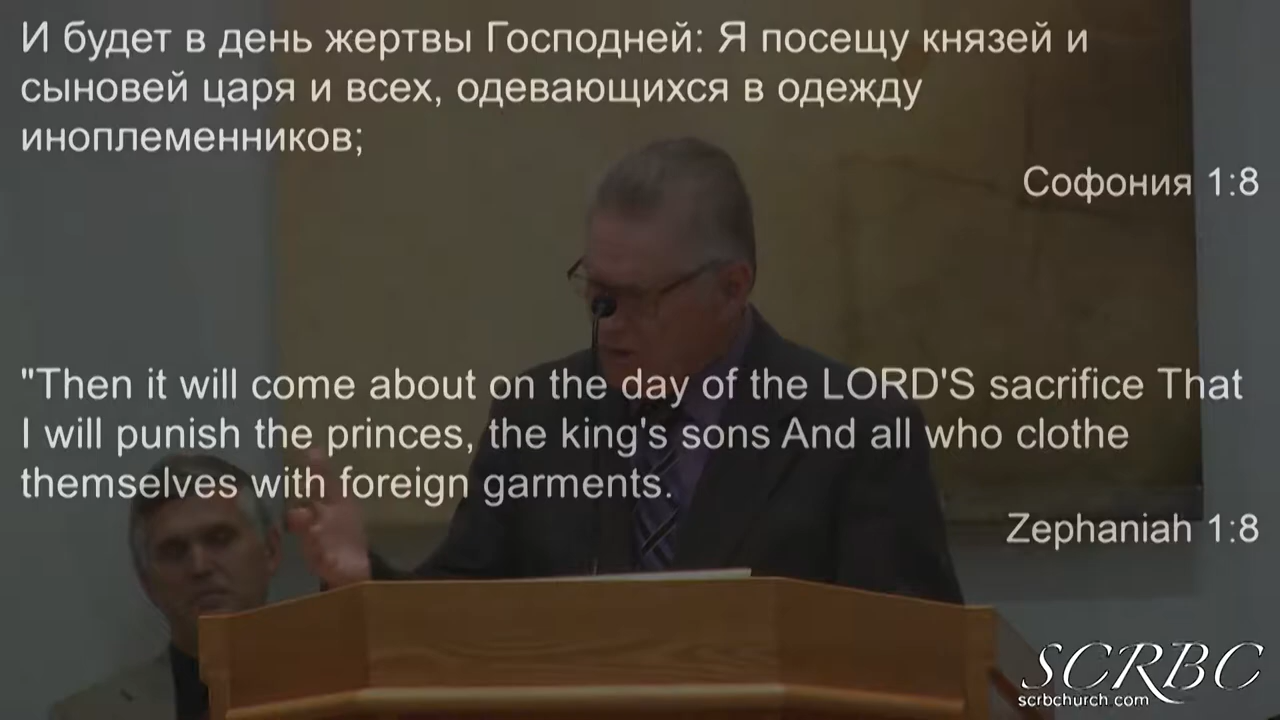 И будет в день жертвы Господней: Я посещу князей и
сыновей царя и всех, одевающихся в одежду
иноплеменников;
Софония 1:8
"Then it will come about on the day of the LORD'S sacrifice That
I will punish the princes, the king's sons And all who clothe
themselves with foreign garments.
Zephaniah 1:8
SCRBC
scrbchurch.com